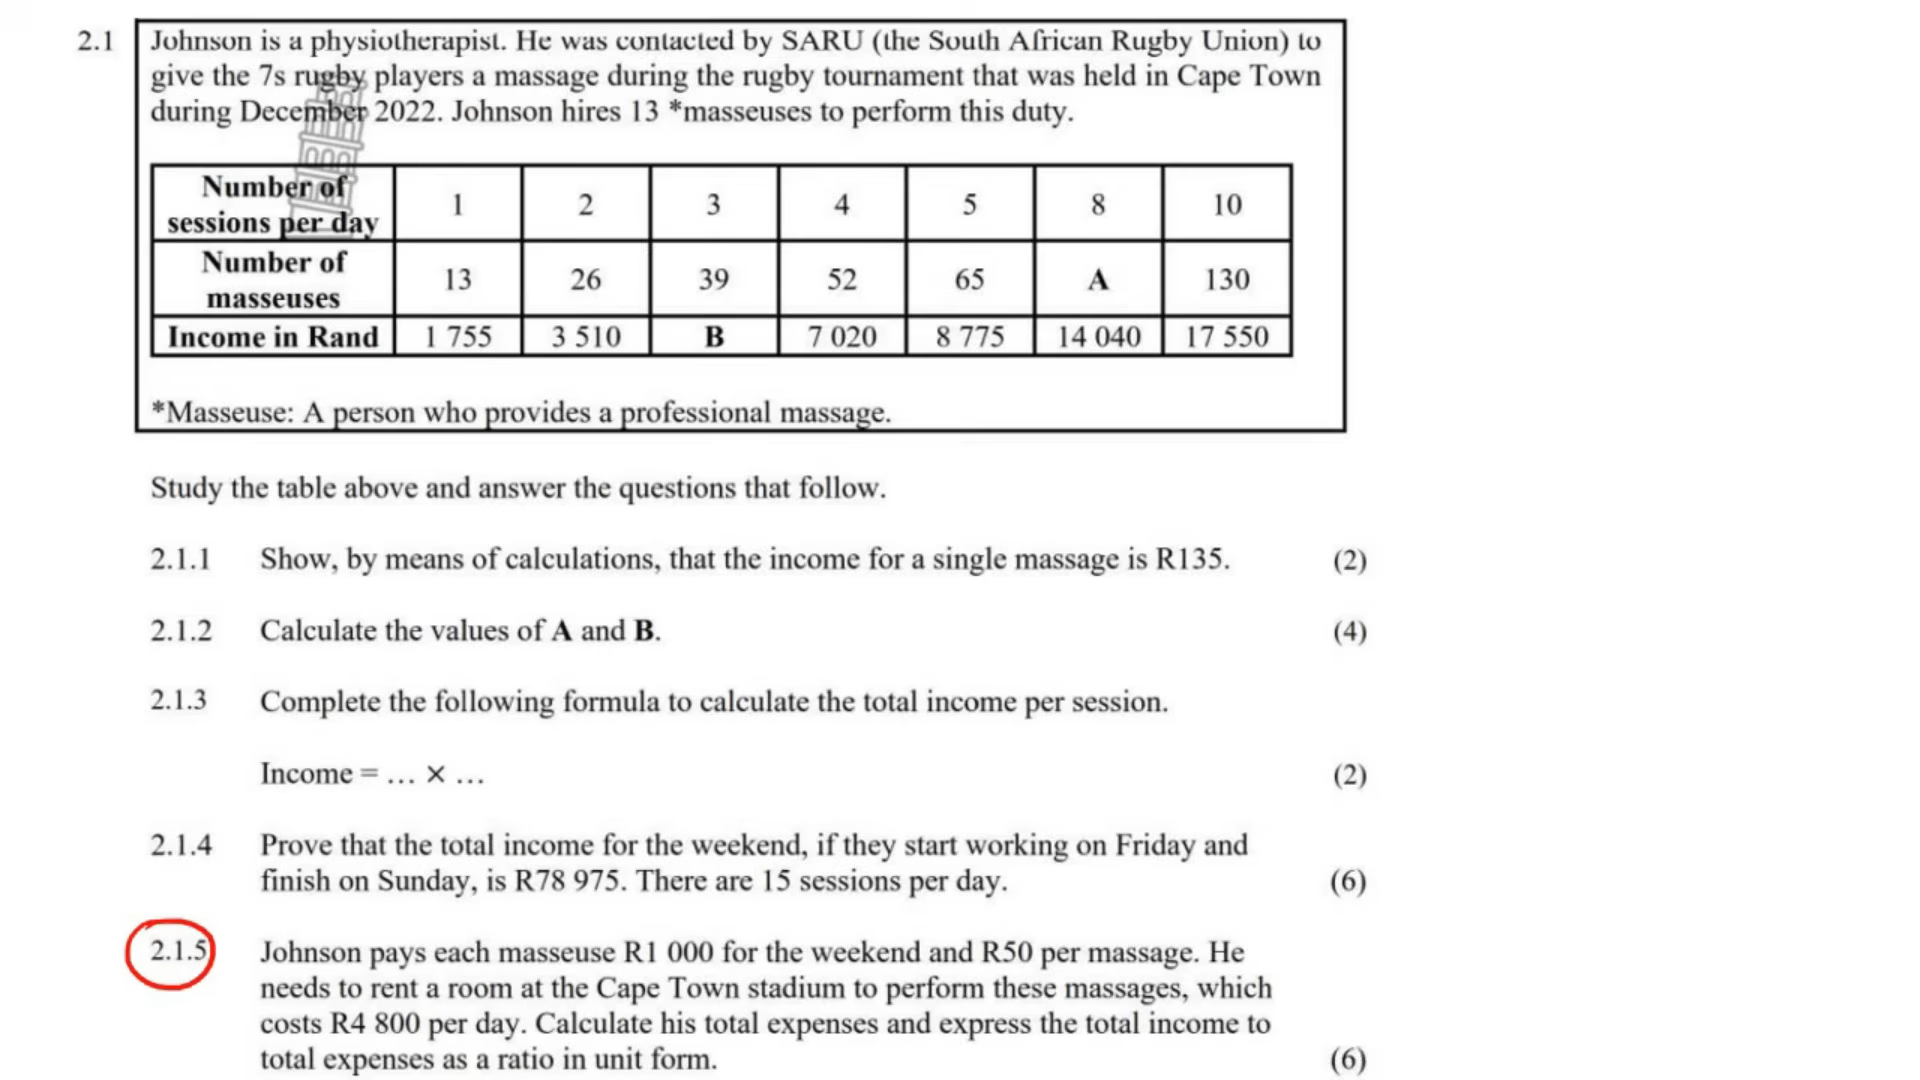 2.1 Johnson is a physiotherapist. He was contacted by SARU (the South African Rugby Union) to
give the 7s rugby players a massage during the rugby tournament that was held in Cape Town
during December 2022. Johnson hires 13 *masseuses to perform this duty.
Number of sessions per day 1 2 3 4 5 8 10
Number of masseuses 13 26 39 52 65 A 130
Income in Rand 1 755 3 510 B 7 020 8 775 14 040 17 550
*Masseuse: A person who provides a professional massage.
Study the table above and answer the questions that follow.
2.1.1 Show, by means of calculations, that the income for a single massage is R135. (2)
2.1.2 Calculate the values of A and B. (4)
2.1.3 Complete the following formula to calculate the total income per session.
Income = … × … (2)
2.1.4 Prove that the total income for the weekend, if they start working on Friday and
finish on Sunday, is R78 975. There are 15 sessions per day. (6)
2.1.5 Johnson pays each masseuse R1 000 for the weekend and R50 per massage. He
needs to rent a room at the Cape Town stadium to perform these massages, which
costs R4 800 per day. Calculate his total expenses and express the total income to
total expenses as a ratio in unit form. (6)